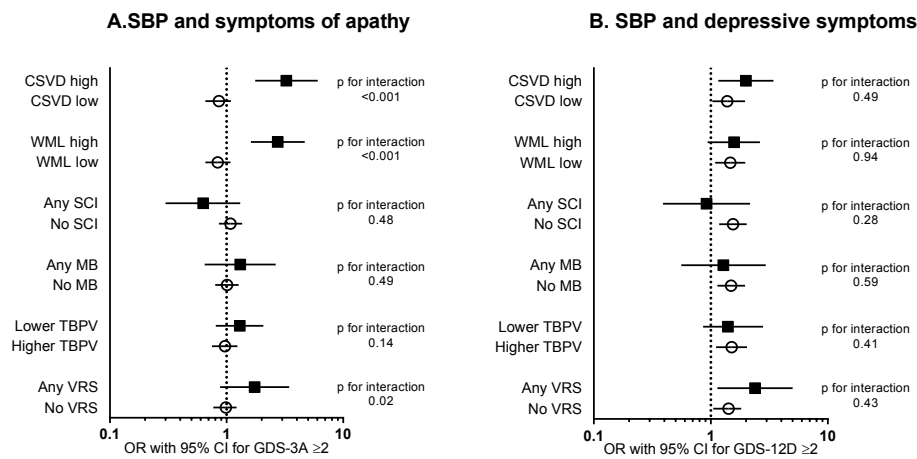 A.SBP and symptoms of apathy
CSVD high
CSVD low
p for interaction
<0.001
WML high
WML low
p for interaction
<0.001
Any SCI
No SCI
p for interaction
0.48
Any MB
No MB
p for interaction
0.49
Lower TBPV
Higher TBPV
p for interaction
0.14
Any VRS
No VRS
p for interaction
0.02
0.1 1 10
OR with 95% CI for GDS-3A ≥2
B. SBP and depressive symptoms
CSVD high
CSVD low
p for interaction
0.49
WML high
WML low
p for interaction
0.94
Any SCI
No SCI
p for interaction
0.28
Any MB
No MB
p for interaction
0.59
Lower TBPV
Higher TBPV
p for interaction
0.41
Any VRS
No VRS
p for interaction
0.43
0.1 1 10
OR with 95% CI for GDS-12D ≥2